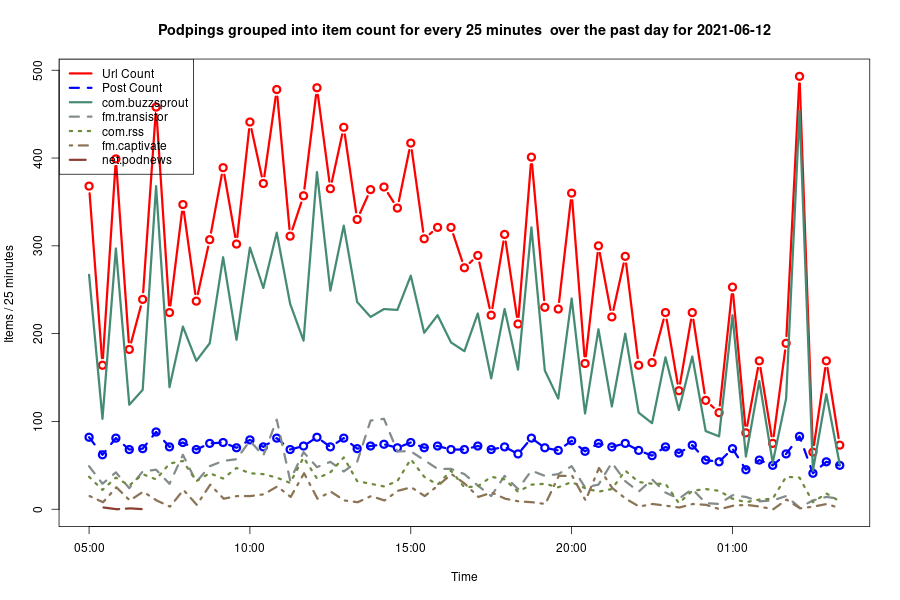 Podpings grouped into item count for every 25 minutes  over the past day for 2021-06-12
Items / 25 minutes
500
400
300
200
100
0
Url Count
Post Count
com.buzzsprout
fm.transistor
com.rss
fm.captivate
net.podnews
05:00
10:00
15:00
20:00
01:00
Time